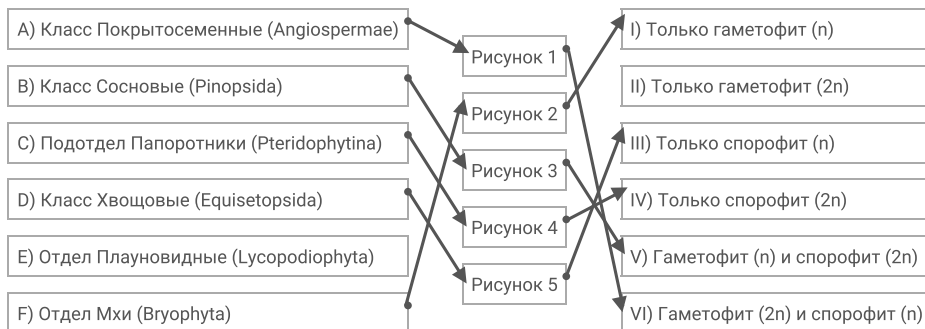 A) Класс Покрытосеменные (Angiospermae)
B) Класс Сосновые (Pinopsida)
C) Подотдел Папоротники (Pteridophytina)
D) Класс Хвощовые (Equisetopsida)
E) Отдел Плауновидные (Lycopodiophyta)
F) Отдел Мхи (Bryophyta)
Рисунок 1
Рисунок 2
Рисунок 3
Рисунок 4
Рисунок 5
I) Только гаметофит (n)
II) Только гаметофит (2n)
III) Только спорофит (n)
IV) Только спорофит (2n)
V) Гаметофит (n) и спорофит (2n)
VI) Гаметофит (2n) и спорофит (n)